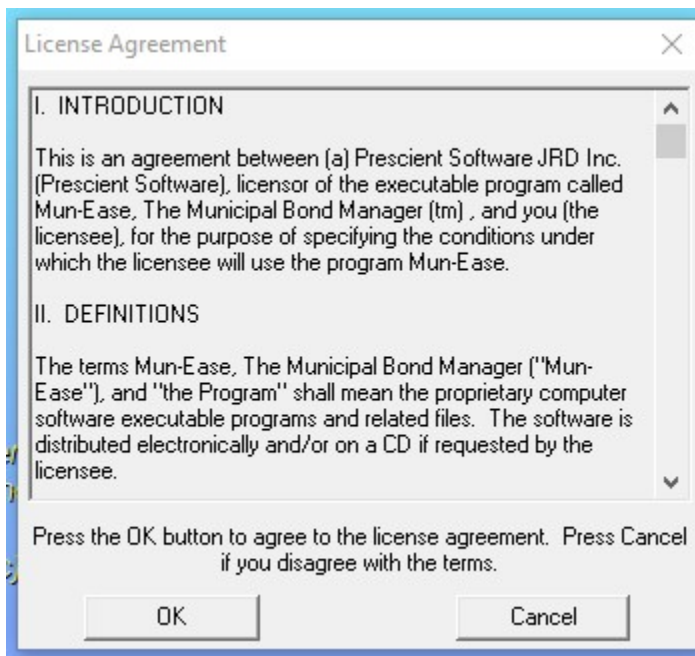 License Agreement
I. INTRODUCTION
This is an agreement between (a) Prescient Software JRD Inc.
(Prescient Software), licensor of the executable program called
Mun-Ease, The Municipal Bond Manager (tm) , and you (the
licensee), for the purpose of specifying the conditions under
which the licensee will use the program Mun-Ease.
II. DEFINITIONS
The terms Mun-Ease, The Municipal Bond Manager ("Mun-
Ease"), and "the Program" shall mean the proprietary computer
software executable programs and related files.  The software is
distributed electronically and/or on a CD if requested by the
licensee.
Press the OK button to agree to the license agreement.  Press Cancel
if you disagree with the terms.
OK
Cancel